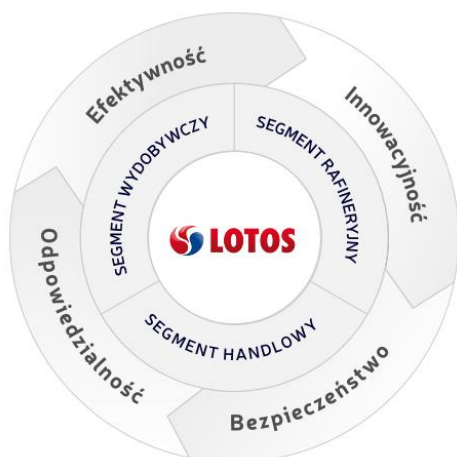 Efektywność
Innowacyjność
SEGMENT WYDOBYWCZY
SEGMENT RAFINERYJNY
LOTOS
SEGMENT HANDLOWY
Odpowiedzialność
Bezpieczeństwo